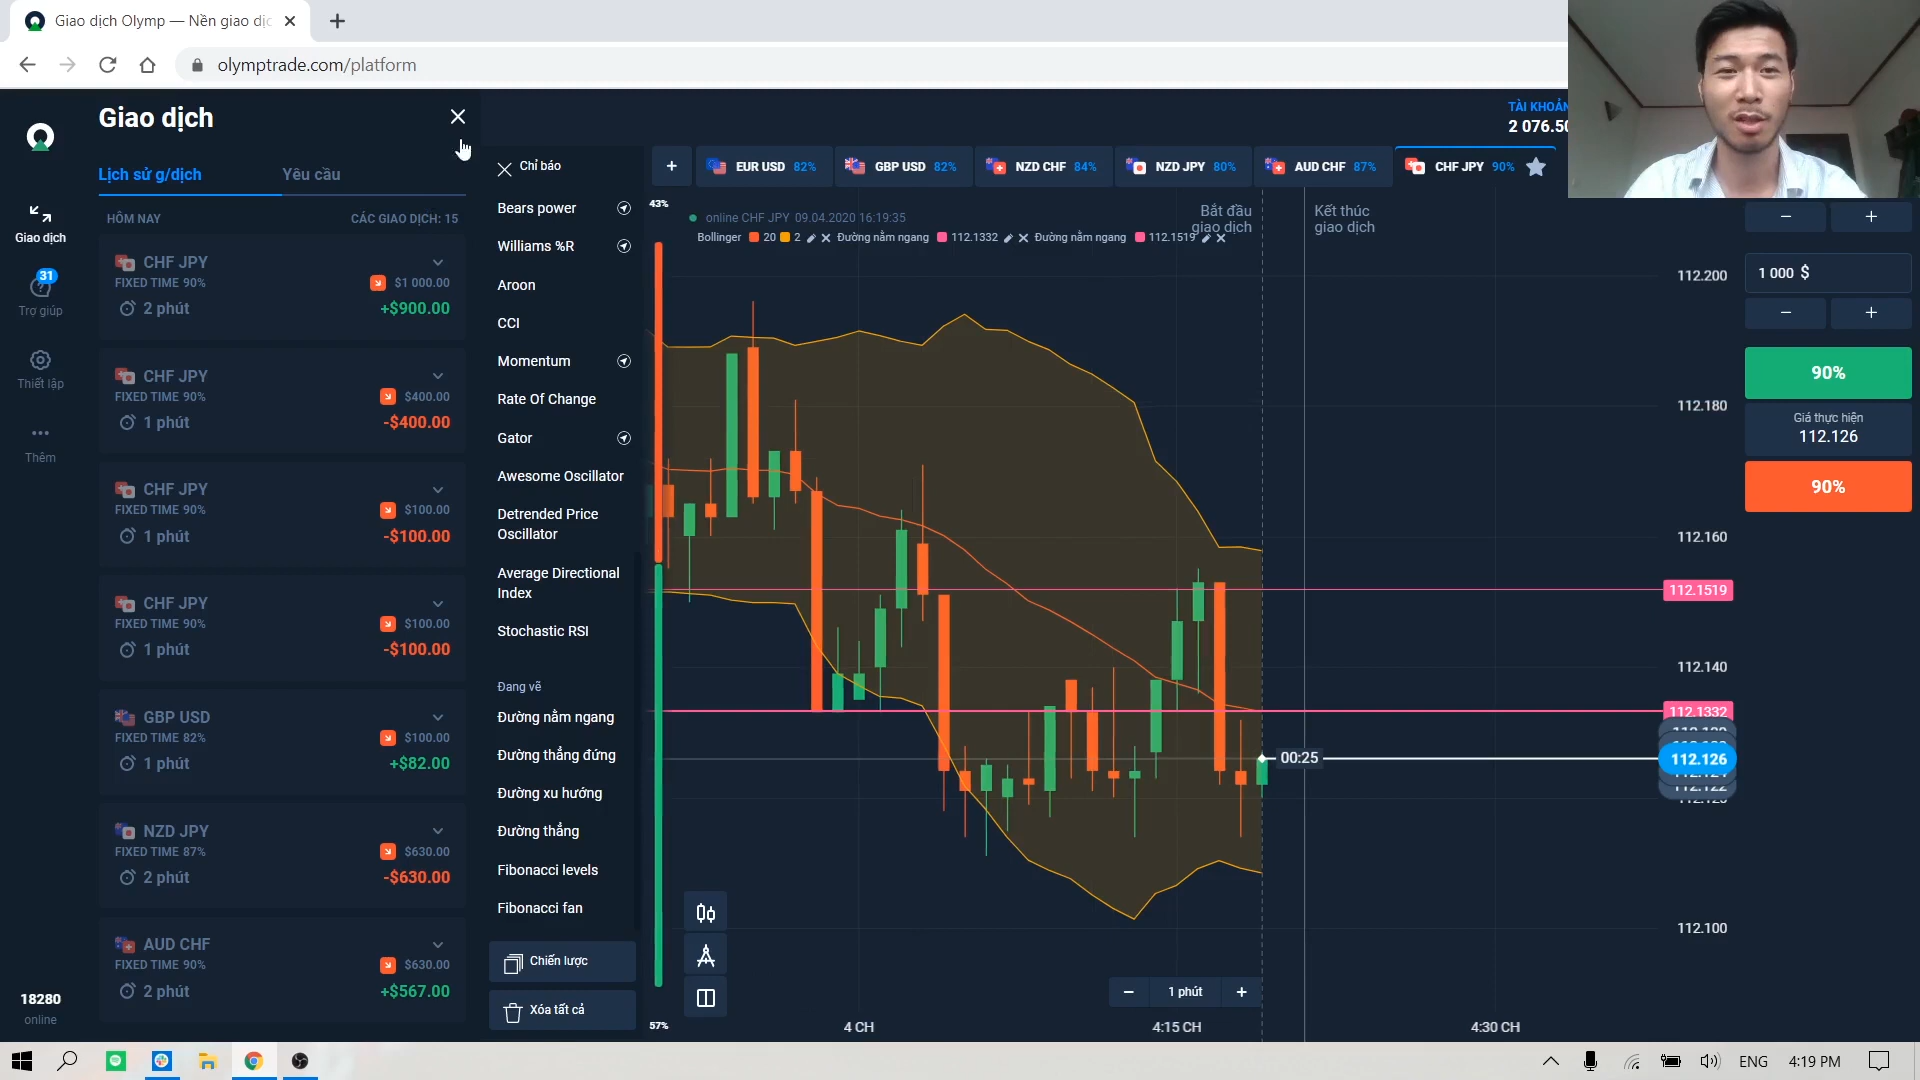 Giao dịch Olymp — Nền giao dịc
olymptrade.com/platform
Giao dịch
TÀI KHOẢN
2 076.50
Lịch sử g/dịch
Yêu cầu
Chỉ báo
EUR USD 82%
GBP USD 82%
NZD CHF 84%
NZD JPY 80%
AUD CHF 87%
CHF JPY 90%
HÔM NAY
CÁC GIAO DỊCH: 15
Giao dịch
31
Trợ giúp
Thiết lập
Thêm
18280
online
CHF JPY
FIXED TIME 90%
$1 000.00
2 phút
+$900.00
CHF JPY
FIXED TIME 90%
$400.00
1 phút
-$400.00
CHF JPY
FIXED TIME 90%
$100.00
1 phút
-$100.00
CHF JPY
FIXED TIME 90%
$100.00
1 phút
-$100.00
GBP USD
FIXED TIME 82%
$100.00
1 phút
+$82.00
NZD JPY
FIXED TIME 87%
$630.00
2 phút
-$630.00
AUD CHF
FIXED TIME 90%
$630.00
2 phút
+$567.00
Bears power
Williams %R
Aroon
CCI
Momentum
Rate Of Change
Gator
Awesome Oscillator
Detrended Price
Oscillator
Average Directional
Index
Stochastic RSI
Đang vẽ
Đường nằm ngang
Đường thẳng đứng
Đường xu hướng
Đường thẳng
Fibonacci levels
Fibonacci fan
Chiến lược
Xóa tất cả
43%
57%
online CHF JPY 09.04.2020 16:19:35
Bollinger 20 2 Đường nằm ngang 112.1332 Đường nằm ngang 112.1519
Bắt đầu
giao dịch
Kết thúc
giao dịch
112.200
112.180
112.160
112.1519
112.140
112.1332
112.126
00:25
112.100
1 phút
4 CH
4:15 CH
4:30 CH
1 000 $
90%
Giá thực hiện
112.126
90%
ENG
4:19 PM